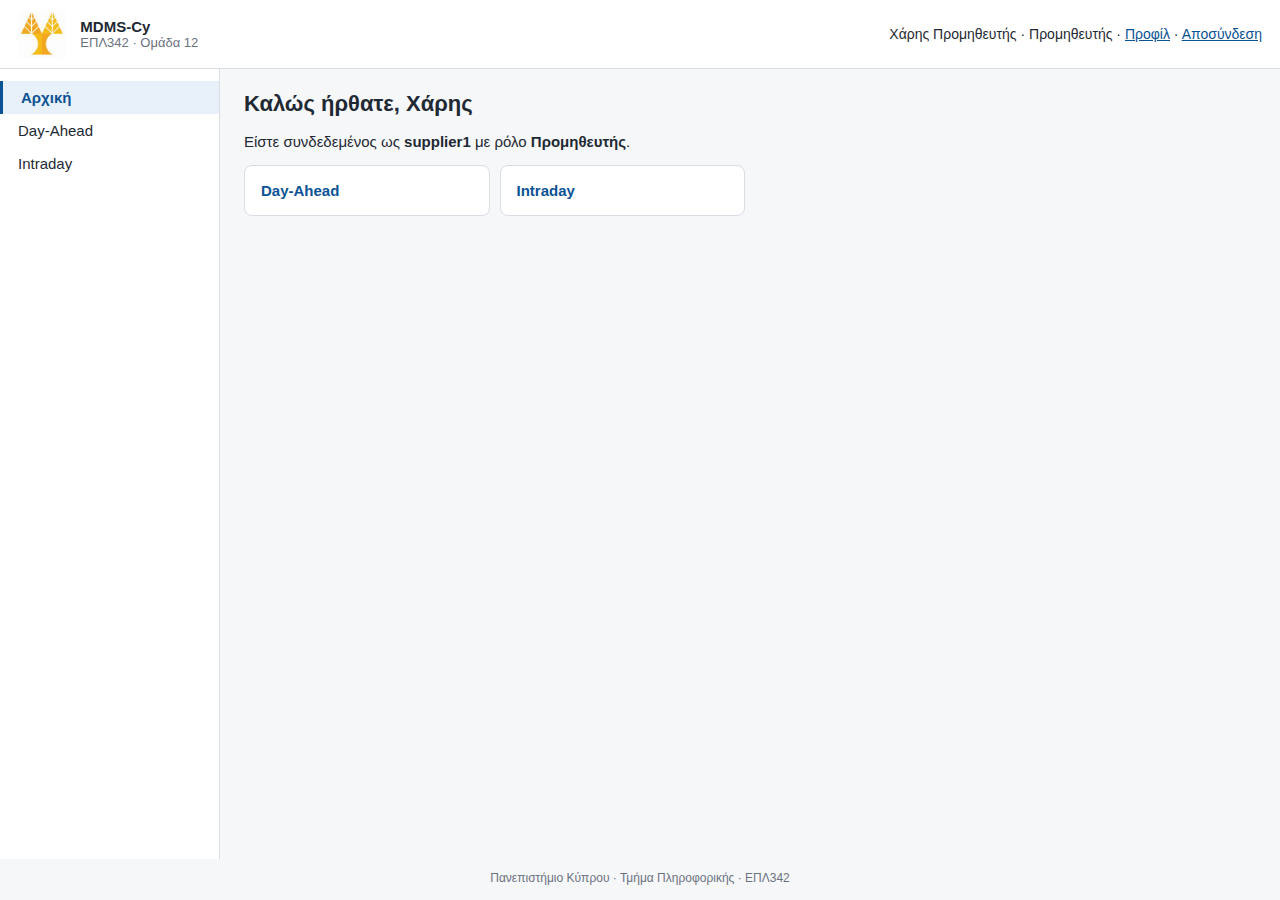 MDMS-Cy
ΕΠΛ342 · Ομάδα 12
Χάρης Προμηθευτής · Προμηθευτής · Προφίλ · Αποσύνδεση
Αρχική
Day-Ahead
Intraday
Καλώς ήρθατε, Χάρης
Είστε συνδεδεμένος ως supplier1 με ρόλο Προμηθευτής.
Day-Ahead
Intraday
Πανεπιστήμιο Κύπρου · Τμήμα Πληροφορικής · ΕΠΛ342